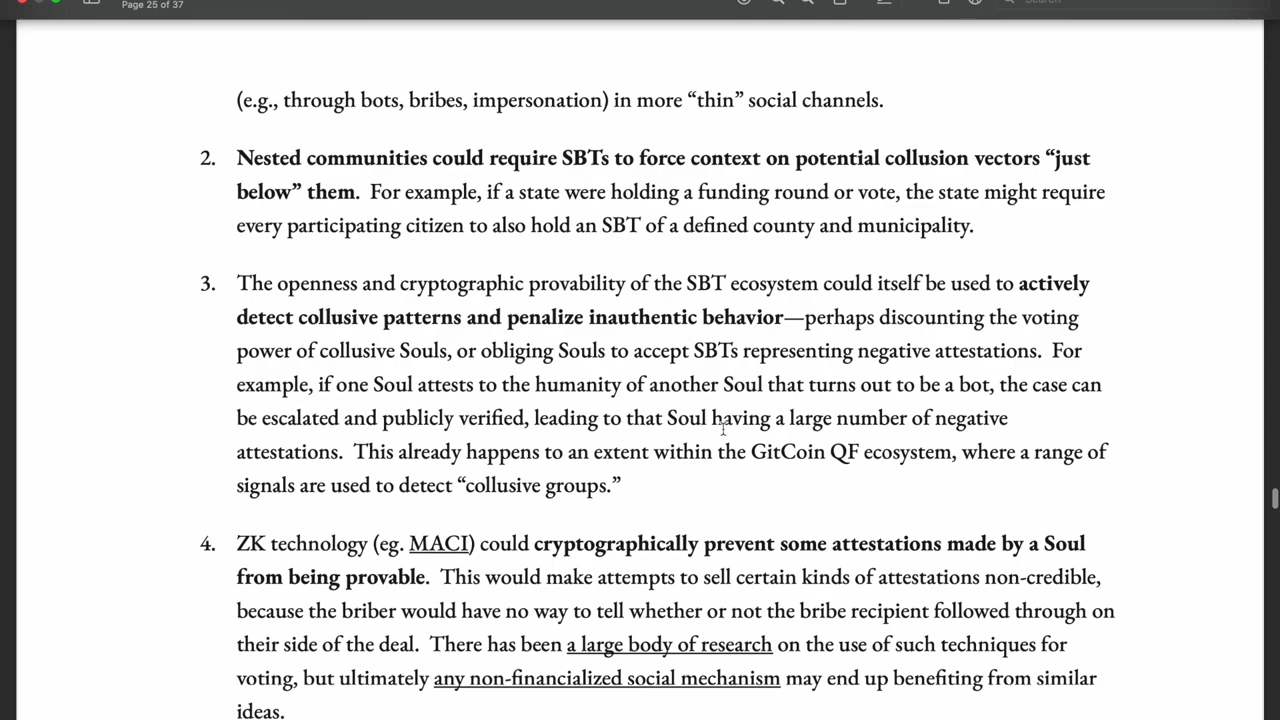 Page 25 of 37
Search
(e.g., through bots, bribes, impersonation) in more “thin” social channels.
2. Nested communities could require SBTs to force context on potential collusion vectors “just
below” them. For example, if a state were holding a funding round or vote, the state might require
every participating citizen to also hold an SBT of a defined county and municipality.
3. The openness and cryptographic provability of the SBT ecosystem could itself be used to actively
detect collusive patterns and penalize inauthentic behavior—perhaps discounting the voting
power of collusive Souls, or obliging Souls to accept SBTs representing negative attestations. For
example, if one Soul attests to the humanity of another Soul that turns out to be a bot, the case can
be escalated and publicly verified, leading to that Soul having a large number of negative
attestations. This already happens to an extent within the GitCoin QF ecosystem, where a range of
signals are used to detect “collusive groups.”
4. ZK technology (eg. MACI) could cryptographically prevent some attestations made by a Soul
from being provable. This would make attempts to sell certain kinds of attestations non-credible,
because the briber would have no way to tell whether or not the bribe recipient followed through on
their side of the deal. There has been a large body of research on the use of such techniques for
voting, but ultimately any non-financialized social mechanism may end up benefiting from similar
ideas.